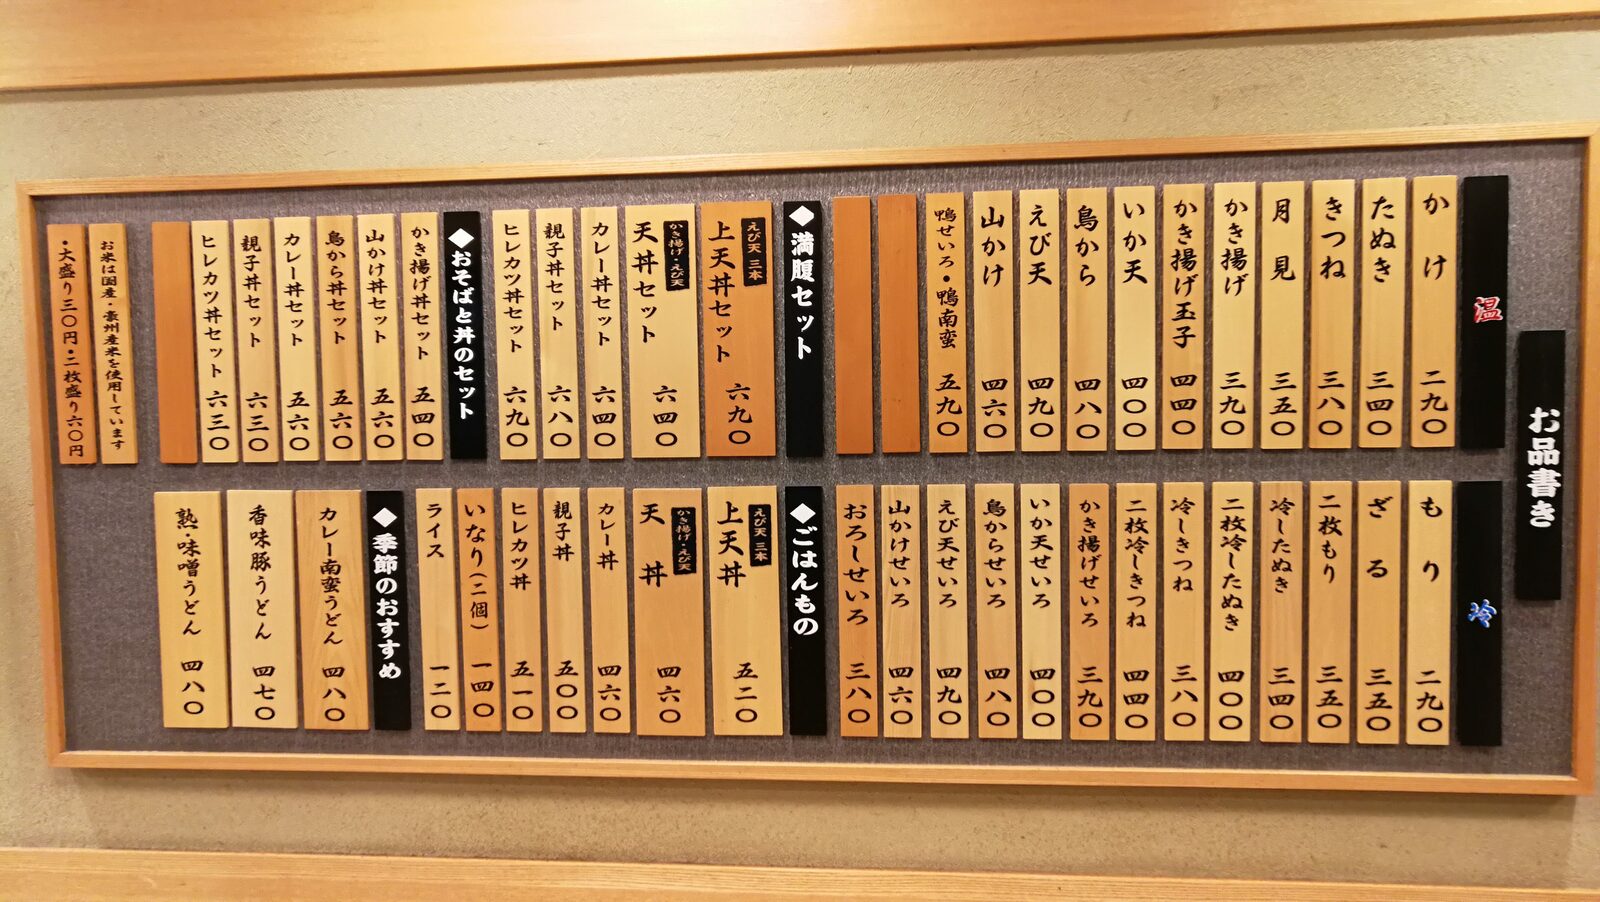 お品書き
温
かけ 二九〇
たぬき 三四〇
きつね 三八〇
月見 三五〇
かき揚げ 三九〇
かき揚げ玉子 四四〇
いか天 四〇〇
鳥から 四八〇
えび天 四九〇
山かけ 四六〇
鴨せいろ・鴨南蛮 五九〇
◆満腹セット
上天丼セット えび天 三本 六九〇
天丼セット かき揚げ・えび天 六四〇
カレー丼セット 六四〇
親子丼セット 六八〇
ヒレカツ丼セット 六九〇
◆おそばと丼のセット
かき揚げ丼セット 五四〇
山かけ丼セット 五六〇
鳥から丼セット 五六〇
カレー丼セット 五六〇
親子丼セット 六三〇
ヒレカツ丼セット 六三〇
お米は国産・豪州産米を使用しています
・大盛り三〇円・二枚盛り六〇円
冷
もり 二九〇
ざる 三五〇
二枚もり 三五〇
冷したぬき 三四〇
二枚冷したぬき 四〇〇
冷しきつね 三八〇
二枚冷しきつね 四四〇
かき揚げせいろ 三九〇
いか天せいろ 四〇〇
鳥からせいろ 四八〇
えび天せいろ 四九〇
山かけせいろ 四六〇
おろしせいろ 三八〇
◆ごはんもの
上天丼 えび天 三本 五二〇
天丼 かき揚げ・えび天 四六〇
カレー丼 四六〇
親子丼 五〇〇
ヒレカツ丼 五一〇
いなり(二個) 一四〇
ライス 一二〇
◆季節のおすすめ
カレー南蛮うどん 四八〇
香味豚うどん 四七〇
熟・味噌うどん 四八〇